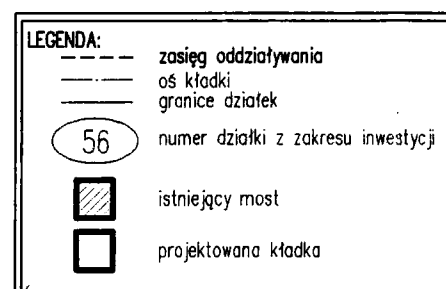 LEGENDA:
zasięg oddziaływania
oś kładki
granice działek
56 numer działki z zakresu inwestycji
istniejący most
projektowana kładka